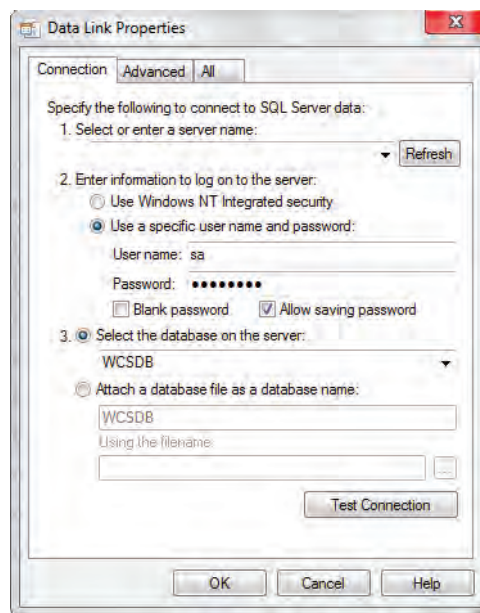 Data Link Properties
Connection Advanced All
Specify the following to connect to SQL Server data:
1. Select or enter a server name:
Refresh
2. Enter information to log on to the server:
Use Windows NT Integrated security
Use a specific user name and password:
User name: sa
Password: ●●●●●●●●
Blank password Allow saving password
3. Select the database on the server:
WCSDB
Attach a database file as a database name:
WCSDB
Using the filename:
...
Test Connection
OK Cancel Help